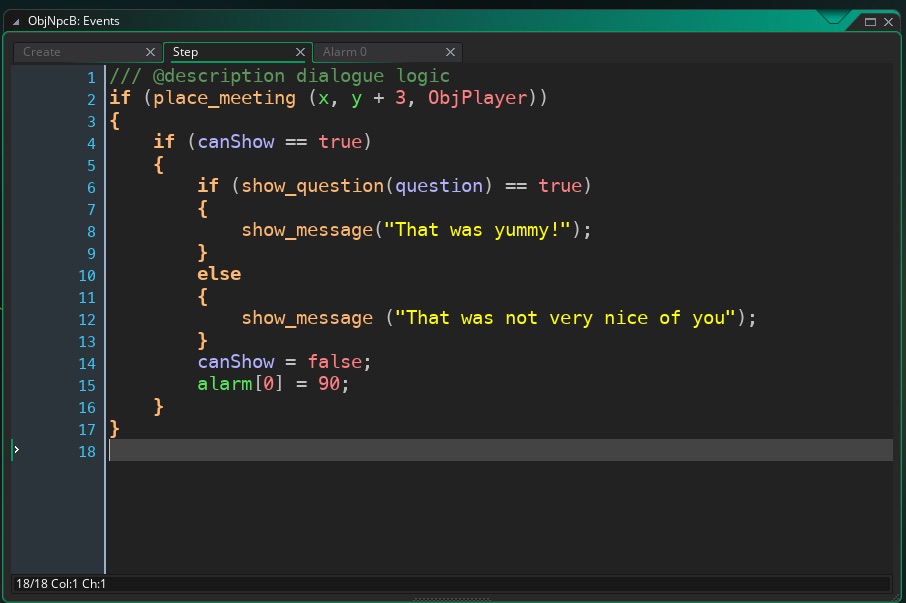 ObjNpcB: Events
Create Step Alarm 0
1 /// @description dialogue logic
2 if (place_meeting (x, y + 3, ObjPlayer))
3 {
4     if (canShow == true)
5     {
6         if (show_question(question) == true)
7         {
8             show_message("That was yummy!");
9         }
10         else
11         {
12             show_message ("That was not very nice of you");
13         }
14         canShow = false;
15         alarm[0] = 90;
16     }
17 }
18
18/18 Col:1 Ch:1